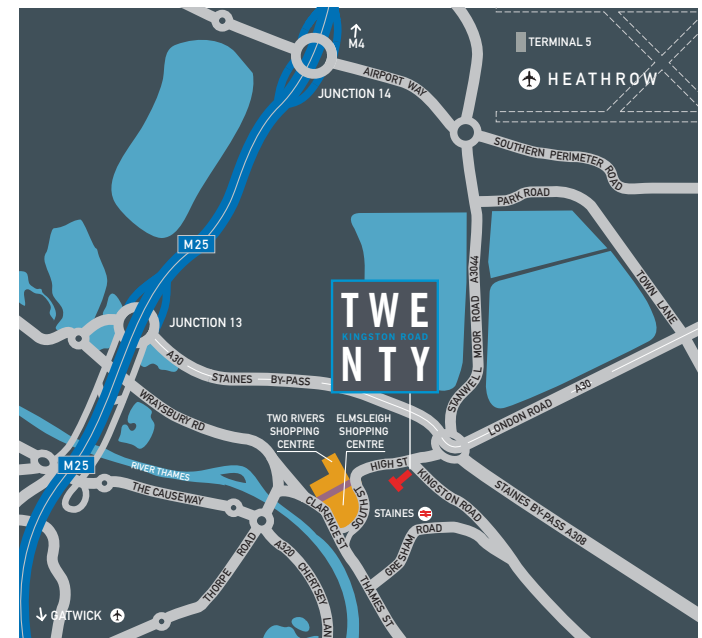 M4
TERMINAL 5
HEATHROW
AIRPORT WAY
JUNCTION 14
SOUTHERN PERIMETER ROAD
PARK ROAD
M25
STANWELL MOOR ROAD A3044
TOWN LANE
TWE
KINGSTON ROAD
NTY
JUNCTION 13
A30
STAINES BY-PASS
LONDON ROAD A30
WRAYSBURY RD
TWO RIVERS
SHOPPING
CENTRE
ELMSLEIGH
SHOPPING
CENTRE
HIGH ST
M25
RIVER THAMES
THE CAUSEWAY
KINGSTON ROAD
STAINES BY-PASS A308
CLARENCE ST
SOUTH ST
STAINES
GRESHAM ROAD
THORPE ROAD
A320
CHERTSEY LAN
THAMES ST
GATWICK